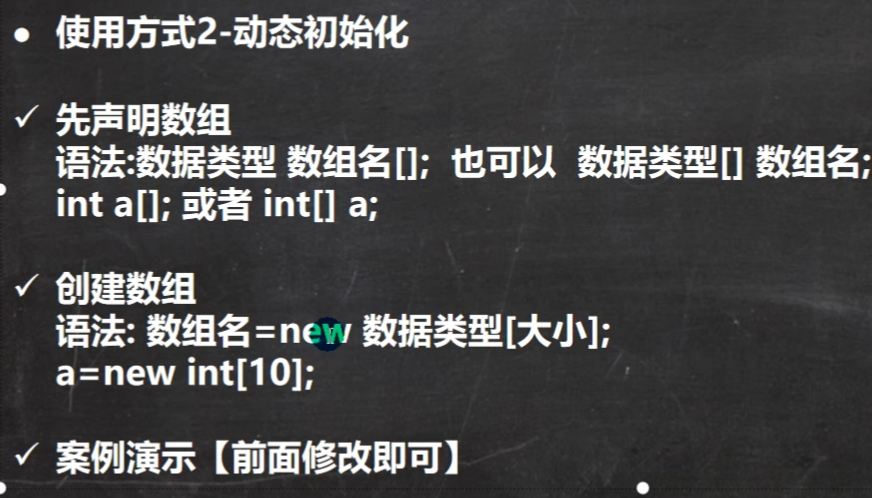 ● 使用方式2-动态初始化
✓ 先声明数组
语法:数据类型 数组名[]; 也可以 数据类型[] 数组名;
int a[]; 或者 int[] a;
✓ 创建数组
语法: 数组名=new 数据类型[大小];
a=new int[10];
✓ 案例演示【前面修改即可】